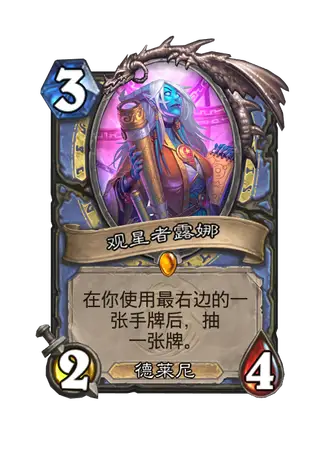 3
观星者露娜
在你使用最右边的一
张手牌后，抽
一张牌。
2
德莱尼
4